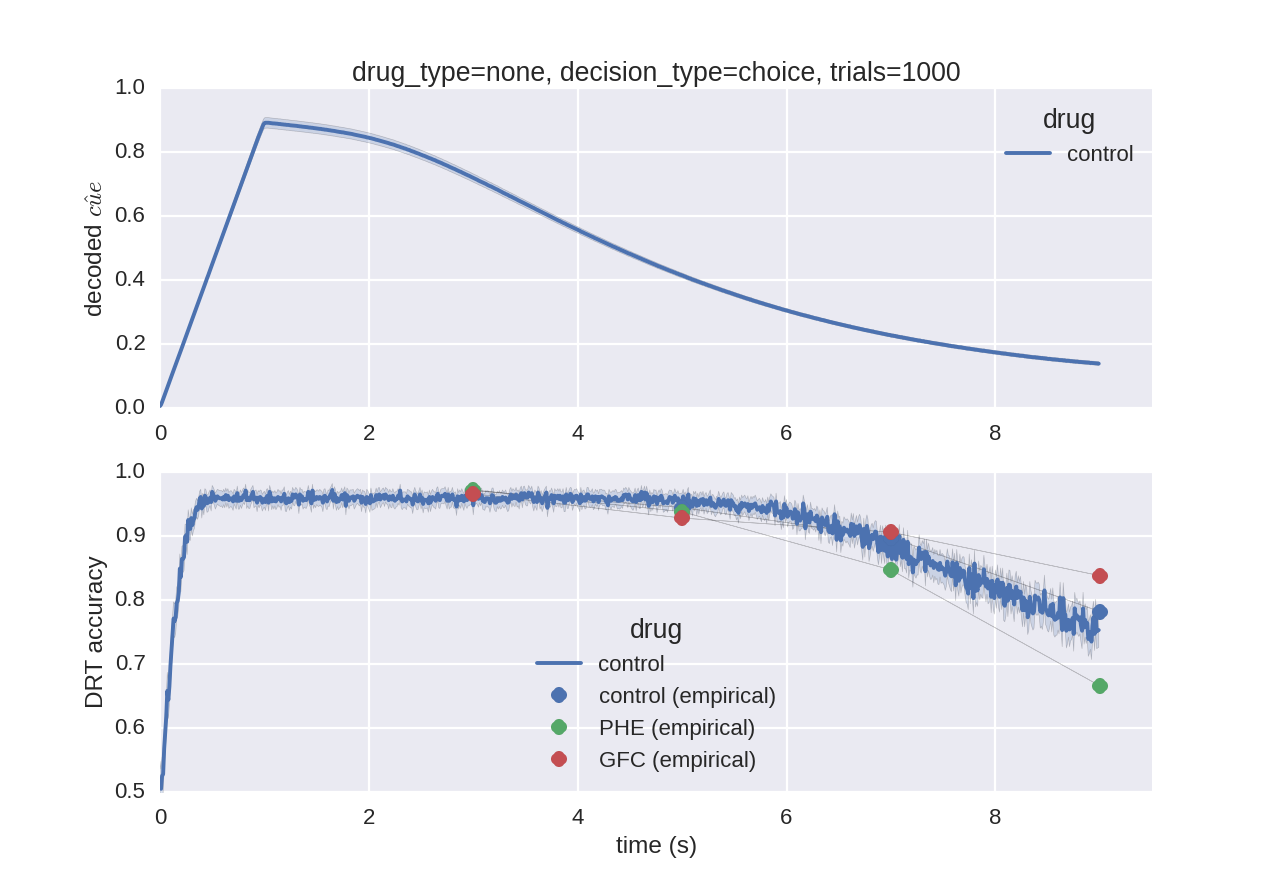 drug_type=none, decision_type=choice, trials=1000
1.0
0.8
0.6
0.4
0.2
0.0
decoded cûe
drug
control
0 2 4 6 8
1.0
0.9
0.8
0.7
0.6
0.5
DRT accuracy
drug
control
control (empirical)
PHE (empirical)
GFC (empirical)
0 2 4 6 8
time (s)